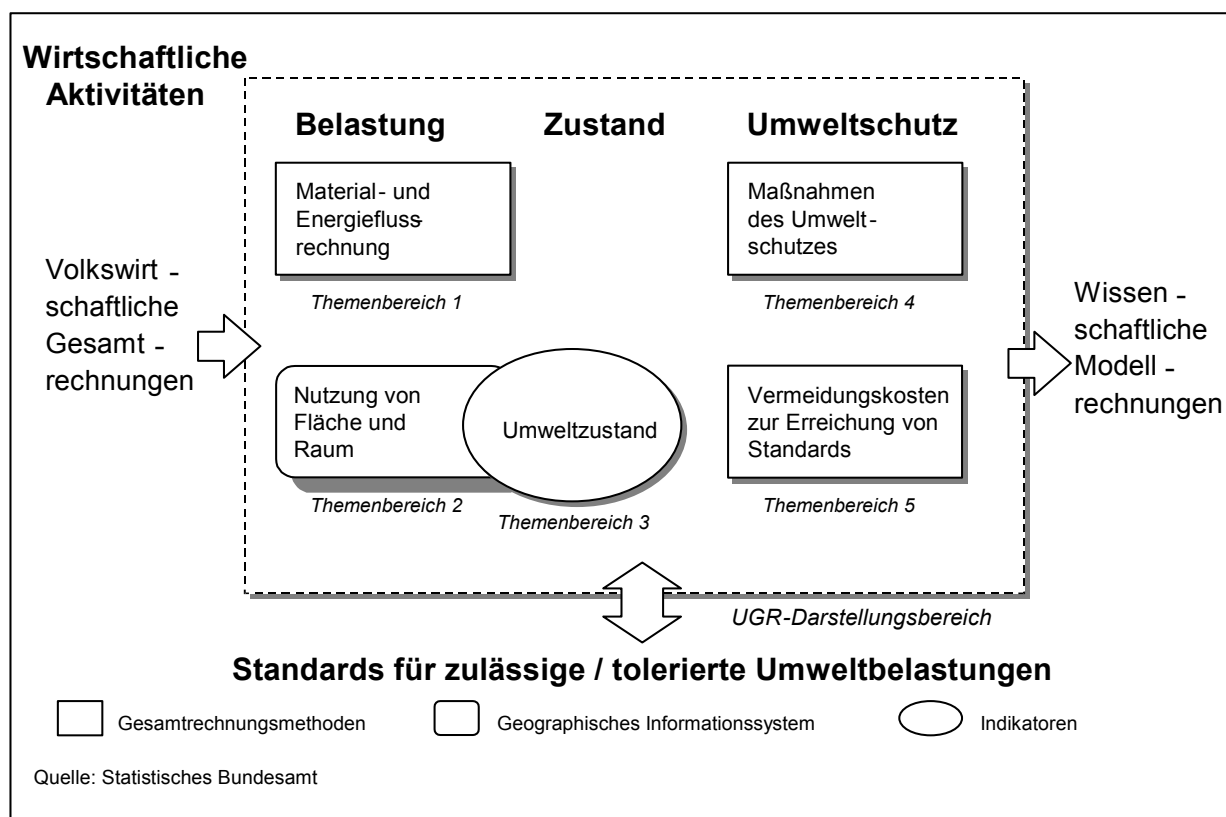 Wirtschaftliche
Aktivitäten
Belastung
Zustand
Umweltschutz
Material- und
Energiefluss-
rechnung
Themenbereich 1
Maßnahmen
des Umwelt-
schutzes
Themenbereich 4
Volkswirt -
schaftliche
Gesamt -
rechnungen
Wissen -
schaftliche
Modell -
rechnungen
Nutzung von
Fläche und
Raum
Themenbereich 2
Umweltzustand
Themenbereich 3
Vermeidungskosten
zur Erreichung von
Standards
Themenbereich 5
UGR-Darstellungsbereich
Standards für zulässige / tolerierte Umweltbelastungen
Gesamtrechnungsmethoden
Geographisches Informationssystem
Indikatoren
Quelle: Statistisches Bundesamt